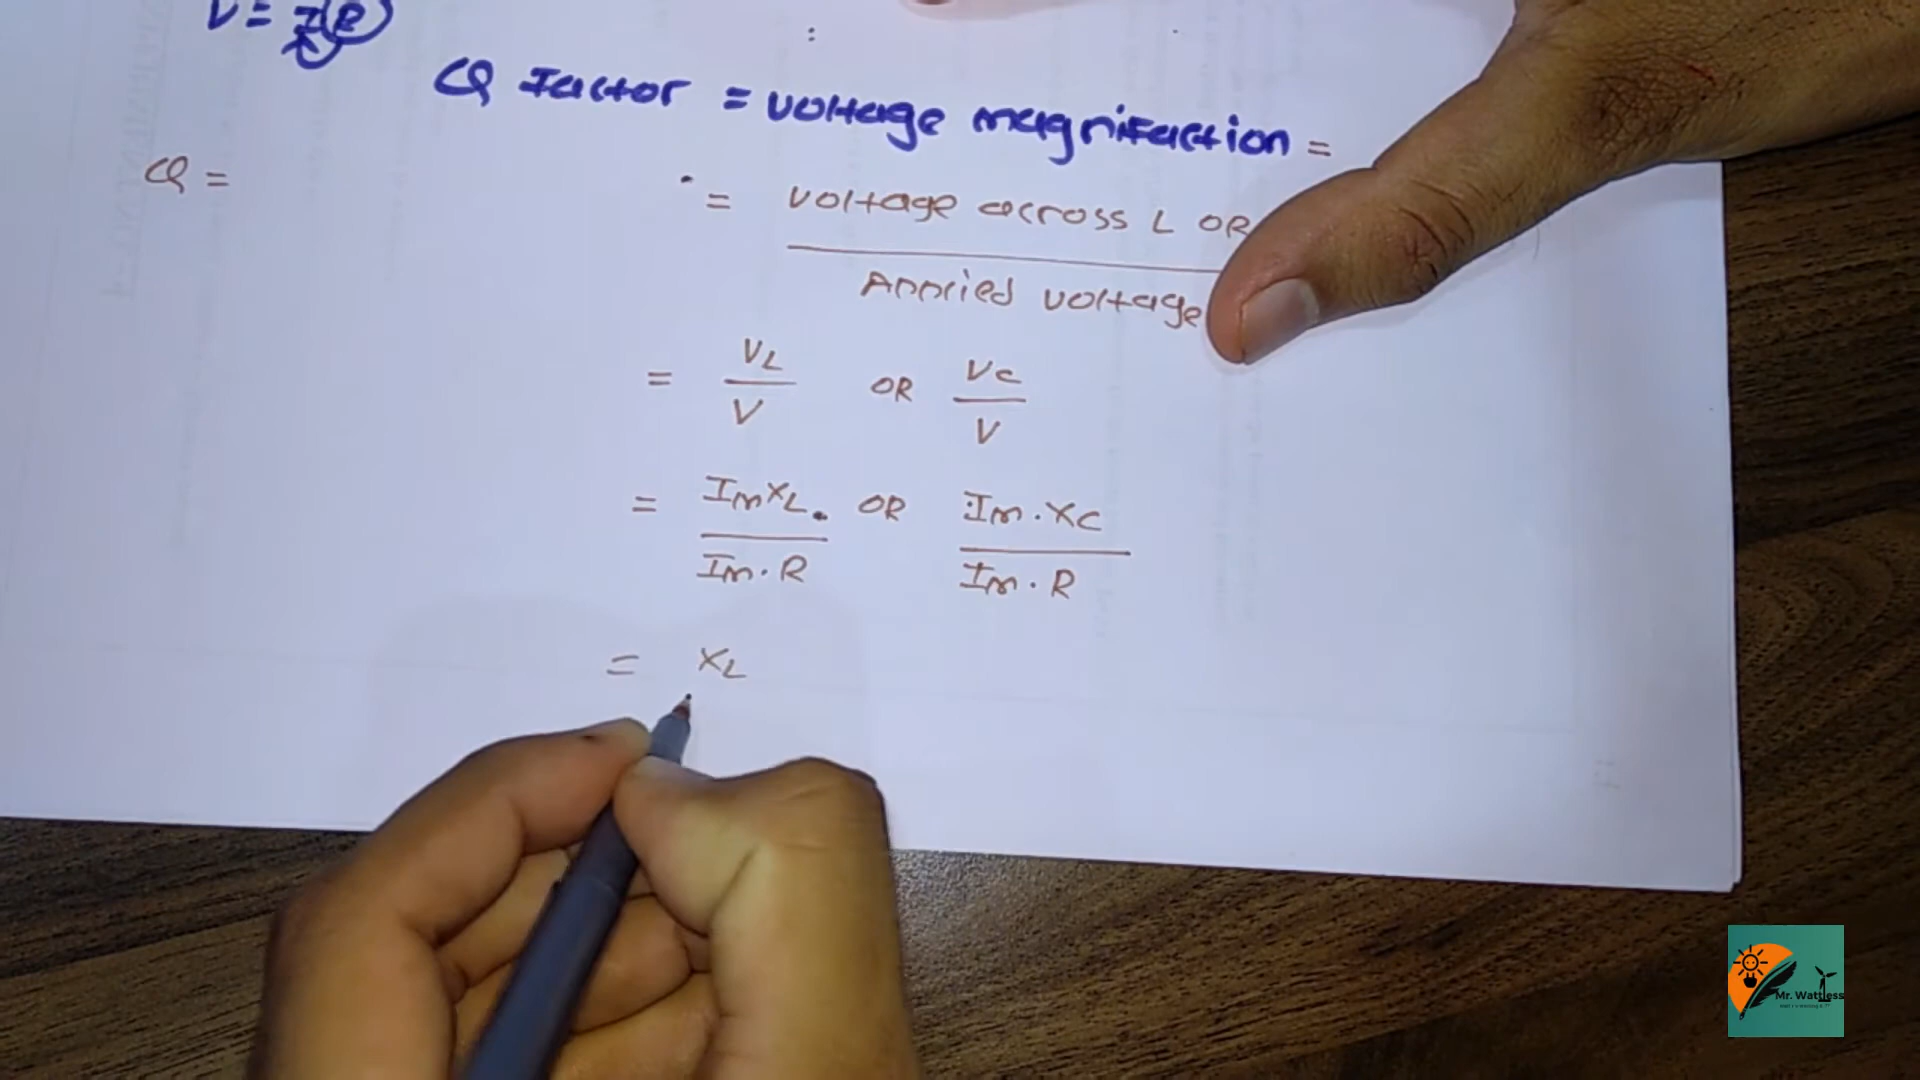 V =
Q factor = voltage magnifaction =
Q =
= voltage across L OR
Applied voltage
= VL / V OR VC / V
= Im XL. OR Im . XC
Im . R Im . R
= XL
Mr. Wattless